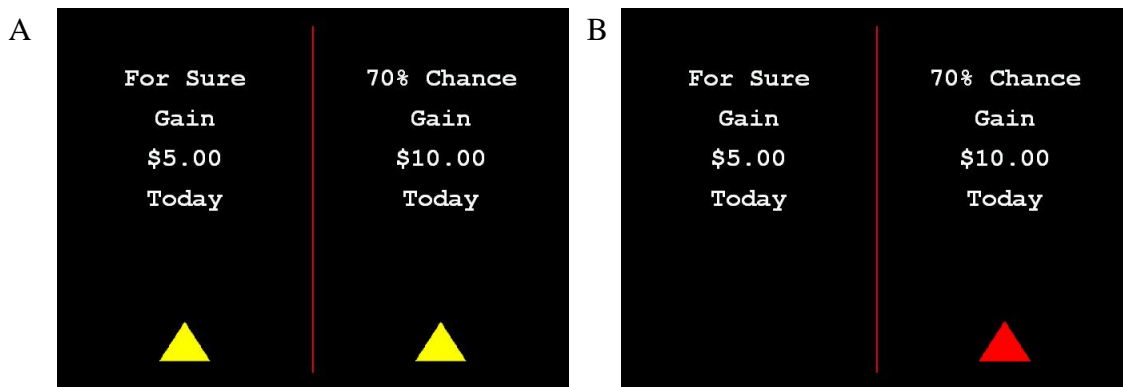 A
For Sure
Gain
$5.00
Today
70% Chance
Gain
$10.00
Today
B
For Sure
Gain
$5.00
Today
70% Chance
Gain
$10.00
Today